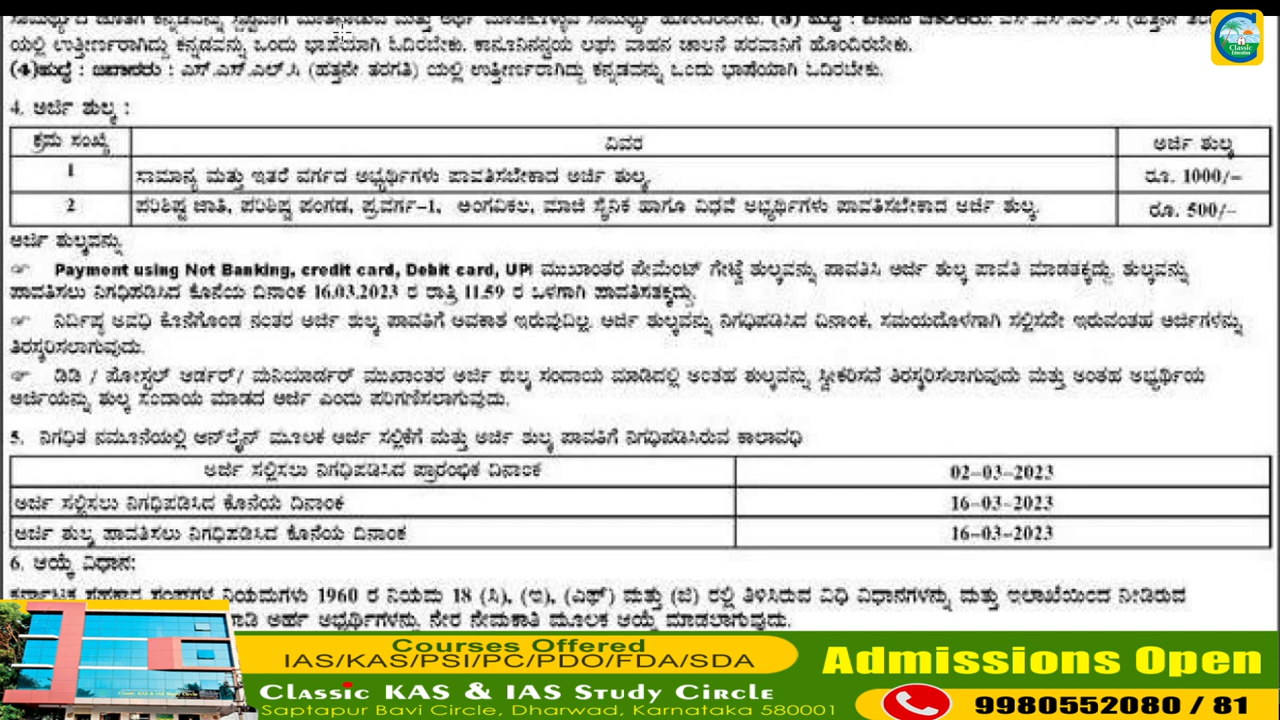 ಯಲ್ಲಿ ಉತ್ತೀರ್ಣರಾಗಿದ್ದು ಕನ್ನಡವನ್ನು ಒಂದು ಭಾಷೆಯಾಗಿ ಓದಿರಬೇಕು. ಕಾನೂನಿನನ್ವಯ ಲಘು ವಾಹನ ಚಾಲನೆ ಪರವಾನಿಗೆ ಹೊಂದಿರಬೇಕು.
(4)ಹುದ್ದೆ : ಜವಾನರು : ಎಸ್.ಎಸ್.ಎಲ್.ಸಿ (ಹತ್ತನೇ ತರಗತಿ) ಯಲ್ಲಿ ಉತ್ತೀರ್ಣರಾಗಿದ್ದು ಕನ್ನಡವನ್ನು ಒಂದು ಭಾಷೆಯಾಗಿ ಓದಿರಬೇಕು.
4. ಅರ್ಜಿ ಶುಲ್ಕ :
ಕ್ರಮ ಸಂಖ್ಯೆ ವಿವರ ಅರ್ಜಿ ಶುಲ್ಕ
1 ಸಾಮಾನ್ಯ ಮತ್ತು ಇತರೆ ವರ್ಗದ ಅಭ್ಯರ್ಥಿಗಳು ಪಾವತಿಸಬೇಕಾದ ಅರ್ಜಿ ಶುಲ್ಕ. ರೂ. 1000/-
2 ಪರಿಶಿಷ್ಟ ಜಾತಿ, ಪರಿಶಿಷ್ಟ ಪಂಗಡ, ಪ್ರವರ್ಗ-1, ಅಂಗವಿಕಲ, ಮಾಜಿ ಸೈನಿಕ ಹಾಗೂ ವಿಧವೆ ಅಭ್ಯರ್ಥಿಗಳು ಪಾವತಿಸಬೇಕಾದ ಅರ್ಜಿ ಶುಲ್ಕ. ರೂ. 500/-
ಅರ್ಜಿ ಶುಲ್ಕವನ್ನು
☞ Payment using Net Banking, credit card, Debit card, UPI ಮುಖಾಂತರ ಪೇಮೆಂಟ್ ಗೇಟ್ವೆ ಶುಲ್ಕವನ್ನು ಪಾವತಿಸಿ ಅರ್ಜಿ ಶುಲ್ಕ ಪಾವತಿ ಮಾಡತಕ್ಕದ್ದು. ಶುಲ್ಕವನ್ನು
ಪಾವತಿಸಲು ನಿಗಧಿಪಡಿಸಿದ ಕೊನೆಯ ದಿನಾಂಕ 16.03.2023 ರ ರಾತ್ರಿ 11.59 ರ ಒಳಗಾಗಿ ಪಾವತಿಸತಕ್ಕದ್ದು.
☞ ನಿರ್ದಿಷ್ಟ ಅವಧಿ ಕೊನೆಗೊಂಡ ನಂತರ ಅರ್ಜಿ ಶುಲ್ಕ ಪಾವತಿಗೆ ಅವಕಾಶ ಇರುವುದಿಲ್ಲ. ಅರ್ಜಿ ಶುಲ್ಕವನ್ನು ನಿಗಧಿಪಡಿಸಿದ ದಿನಾಂಕ, ಸಮಯದೊಳಗಾಗಿ ಸಲ್ಲಿಸದೇ ಇರುವಂತಹ ಅರ್ಜಿಗಳನ್ನು
ತಿರಸ್ಕರಿಸಲಾಗುವುದು.
☞ ಡಿಡಿ / ಪೋಸ್ಟಲ್ ಆರ್ಡರ್/ ಮನಿಯಾರ್ಡರ್ ಮುಖಾಂತರ ಅರ್ಜಿ ಶುಲ್ಕ ಸಂದಾಯ ಮಾಡಿದಲ್ಲಿ ಅಂತಹ ಶುಲ್ಕವನ್ನು ಸ್ವೀಕರಿಸದೆ ತಿರಸ್ಕರಿಸಲಾಗುವುದು ಮತ್ತು ಅಂತಹ ಅಭ್ಯರ್ಥಿಯ
ಅರ್ಜಿಯನ್ನು ಶುಲ್ಕ ಸಂದಾಯ ಮಾಡದ ಅರ್ಜಿ ಎಂದು ಪರಿಗಣಿಸಲಾಗುವುದು.
5. ನಿಗಧಿತ ನಮೂನೆಯಲ್ಲಿ ಆನ್‌ಲೈನ್ ಮೂಲಕ ಅರ್ಜಿ ಸಲ್ಲಿಕೆಗೆ ಮತ್ತು ಅರ್ಜಿ ಶುಲ್ಕ ಪಾವತಿಗೆ ನಿಗಧಿಪಡಿಸಿರುವ ಕಾಲಾವಧಿ
ಅರ್ಜಿ ಸಲ್ಲಿಸಲು ನಿಗಧಿಪಡಿಸಿದ ಪ್ರಾರಂಭಿಕ ದಿನಾಂಕ 02-03-2023
ಅರ್ಜಿ ಸಲ್ಲಿಸಲು ನಿಗಧಿಪಡಿಸಿದ ಕೊನೆಯ ದಿನಾಂಕ 16-03-2023
ಅರ್ಜಿ ಶುಲ್ಕ ಪಾವತಿಸಲು ನಿಗಧಿಪಡಿಸಿದ ಕೊನೆಯ ದಿನಾಂಕ 16-03-2023
6. ಆಯ್ಕೆ ವಿಧಾನ:
ಕರ್ನಾಟಕ ಸಹಕಾರ ಸಂಘಗಳ ನಿಯಮಗಳು 1960 ರ ನಿಯಮ 18 (ಸಿ), (ಇ), (ಎಫ್) ಮತ್ತು (ಜಿ) ರಲ್ಲಿ ತಿಳಿಸಿರುವ ವಿಧಿ ವಿಧಾನಗಳನ್ನು ಮತ್ತು ಇಲಾಖೆಯಿಂದ ನೀಡಿರುವ
ಅರ್ಹ ಅಭ್ಯರ್ಥಿಗಳನ್ನು ನೇರ ನೇಮಕಾತಿ ಮೂಲಕ ಆಯ್ಕೆ ಮಾಡಲಾಗುವುದು.
Classic
Education
Courses Offered
IAS/KAS/PSI/PC/PDO/FDA/SDA
Classic KAS & IAS Study Circle
Saptapur Bavi Circle, Dharwad, Karnataka 580001
Admissions Open
9980552080 / 81